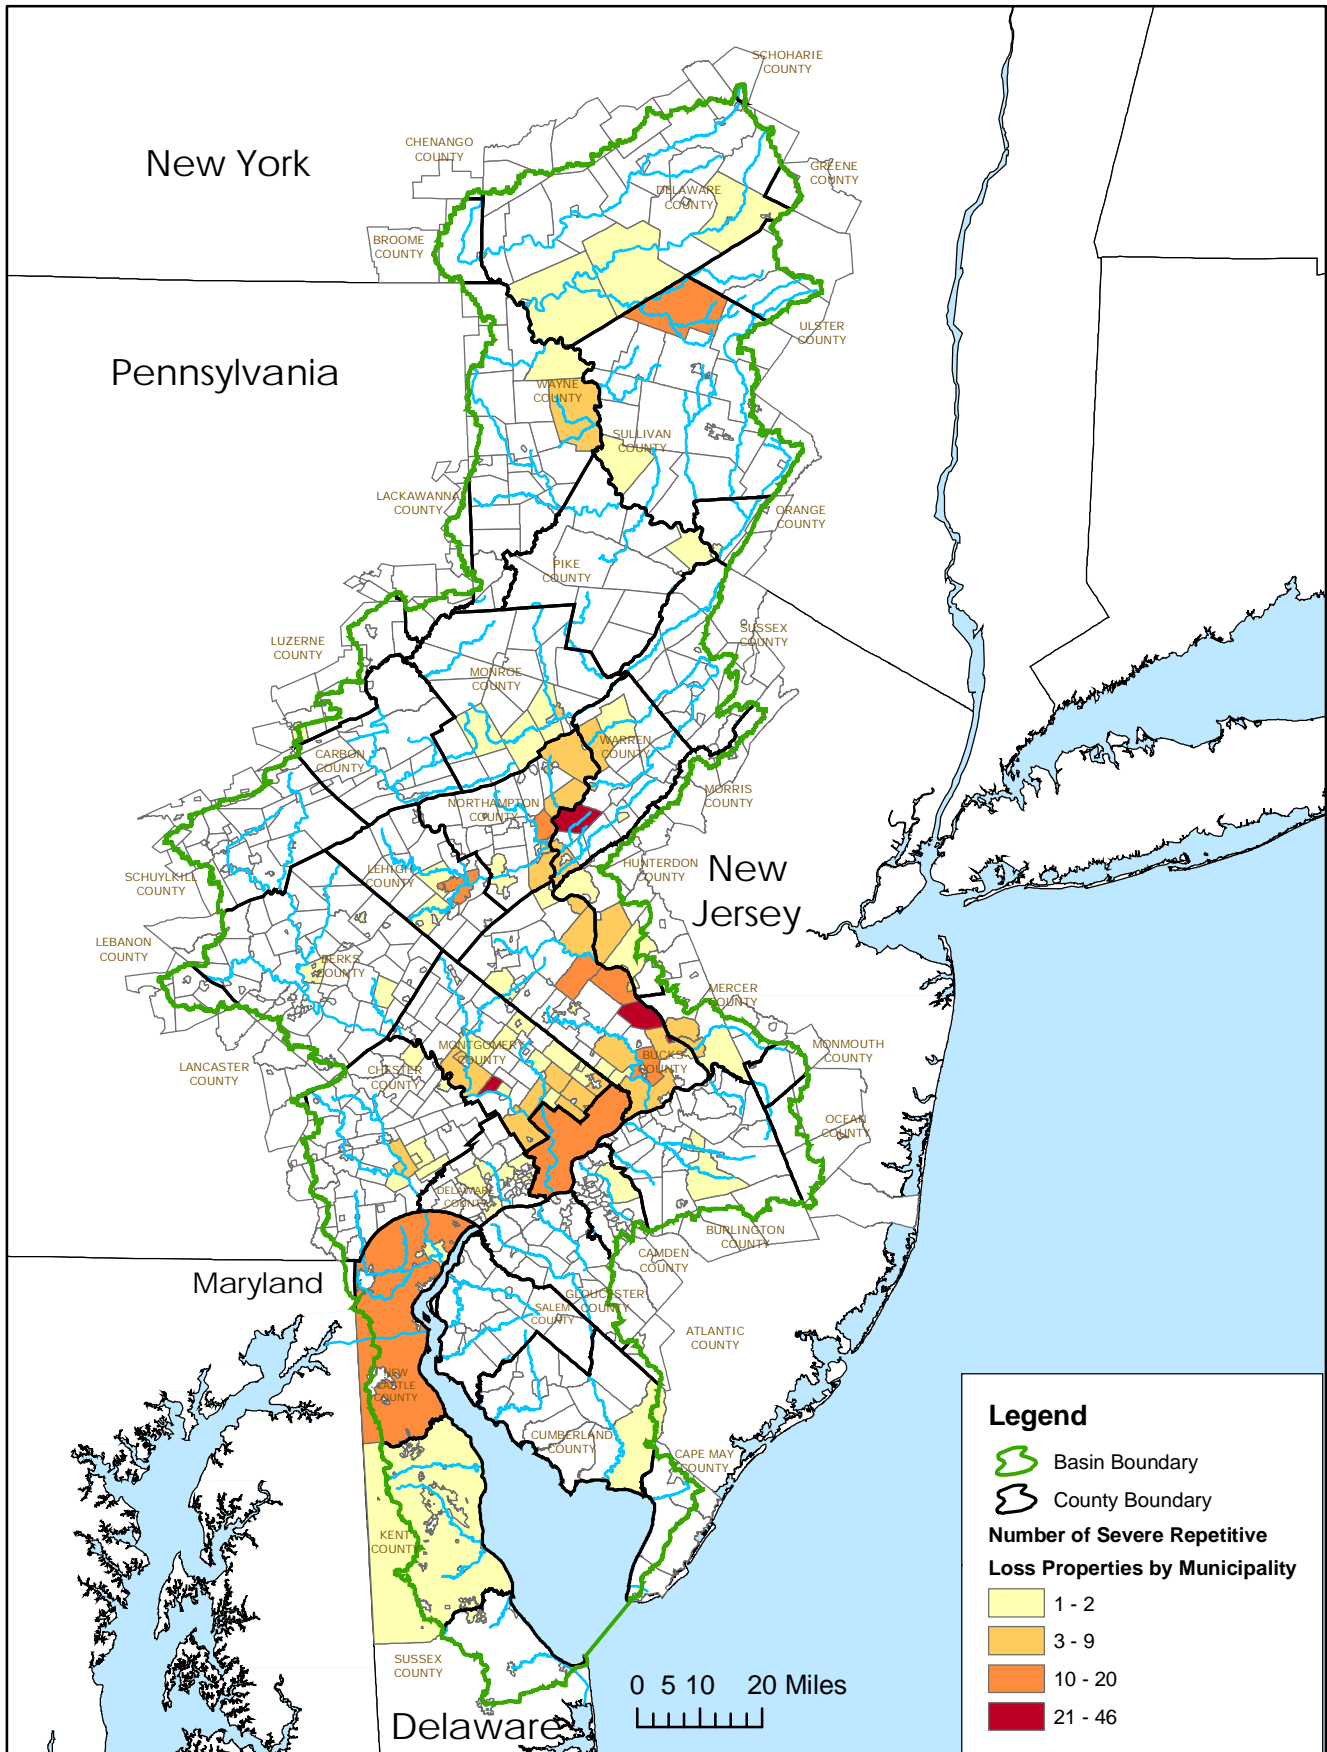 SCHOHARIE
COUNTY
CHENANGO
COUNTY
New York
GREENE
COUNTY
DELAWARE
COUNTY
BROOME
COUNTY
ULSTER
COUNTY
Pennsylvania
WAYNE
COUNTY
SULLIVAN
COUNTY
LACKAWANNA
COUNTY
ORANGE
COUNTY
PIKE
COUNTY
SUSSEX
COUNTY
LUZERNE
COUNTY
MONROE
COUNTY
WARREN
COUNTY
CARBON
COUNTY
MORRIS
COUNTY
NORTHAMPTON
COUNTY
HUNTERDON
COUNTY
New
Jersey
LEHIGH
COUNTY
SCHUYLKILL
COUNTY
LEBANON
COUNTY
BERKS
COUNTY
MERCER
COUNTY
MONTGOMERY
COUNTY
BUCKS
COUNTY
MONMOUTH
COUNTY
LANCASTER
COUNTY
CHESTER
COUNTY
OCEAN
COUNTY
DELAWARE
COUNTY
BURLINGTON
COUNTY
CAMDEN
COUNTY
Maryland
GLOUCESTER
COUNTY
SALEM
COUNTY
ATLANTIC
COUNTY
NEW
CASTLE
COUNTY
CUMBERLAND
COUNTY
CAPE MAY
COUNTY
KENT
COUNTY
SUSSEX
COUNTY
Delaware
0 5 10 20 Miles
Legend
Basin Boundary
County Boundary
Number of Severe Repetitive
Loss Properties by Municipality
1 - 2
3 - 9
10 - 20
21 - 46